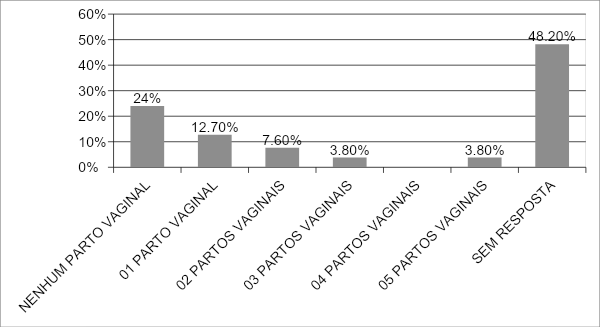 60%
50%
40%
30%
20%
10%
0%
24%
12.70%
7.60%
3.80%
3.80%
48.20%
NENHUM PARTO VAGINAL
01 PARTO VAGINAL
02 PARTOS VAGINAIS
03 PARTOS VAGINAIS
04 PARTOS VAGINAIS
05 PARTOS VAGINAIS
SEM RESPOSTA